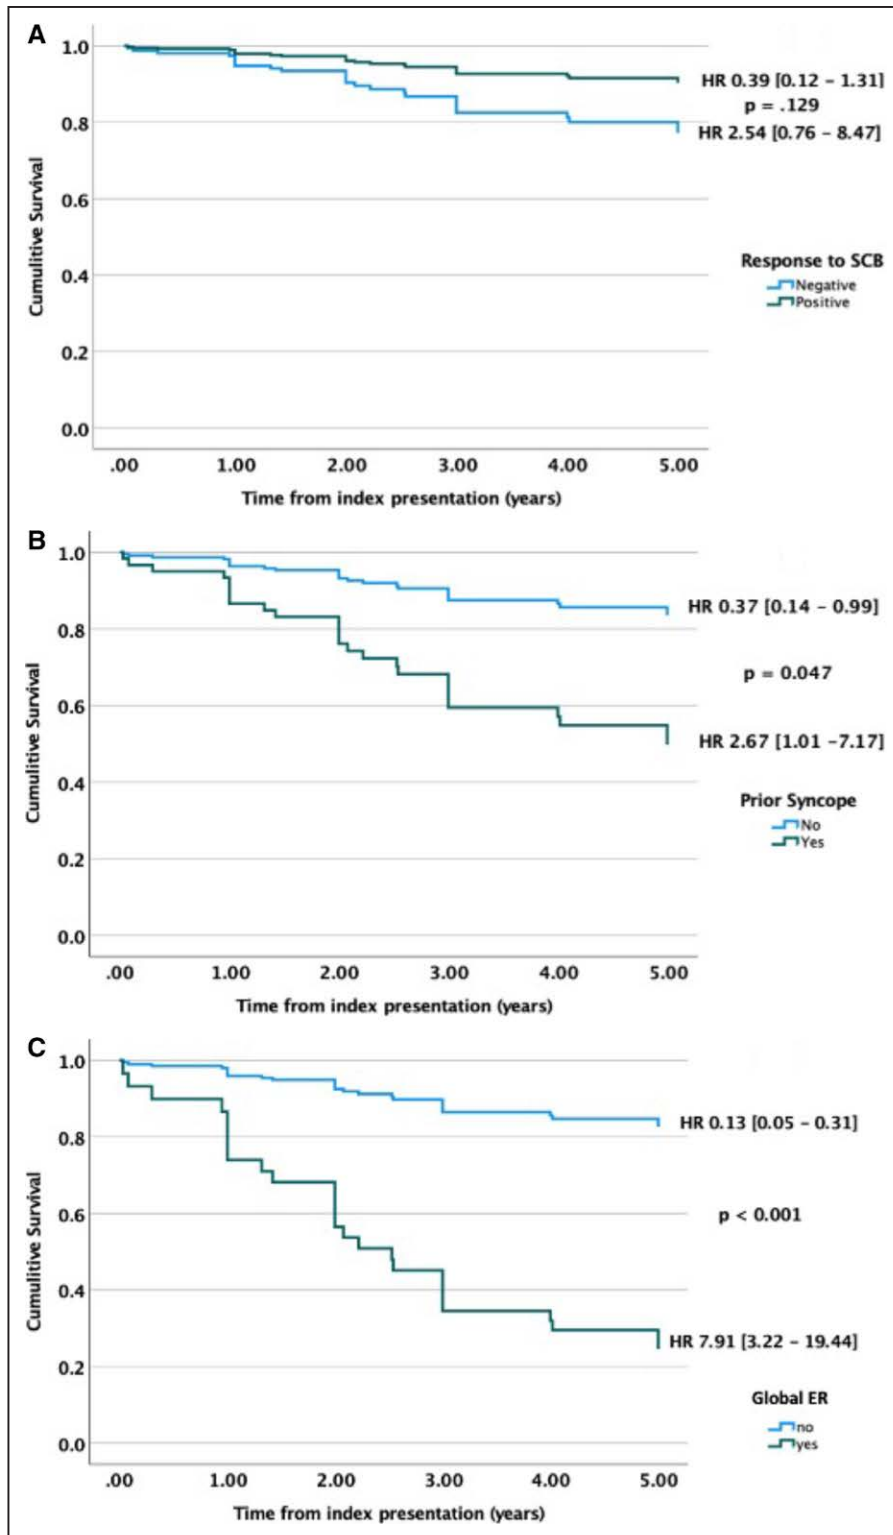 A
1.0
0.8
0.6
0.4
0.2
0.0
Cumulitive Survival
HR 0.39 [0.12 – 1.31]
p = .129
HR 2.54 [0.76 – 8.47]
Response to SCB
Negative
Positive
.00 1.00 2.00 3.00 4.00 5.00
Time from index presentation (years)
B
1.0
0.8
0.6
0.4
0.2
0.0
Cumulitive Survival
HR 0.37 [0.14 – 0.99]
p = 0.047
HR 2.67 [1.01 –7.17]
Prior Syncope
No
Yes
.00 1.00 2.00 3.00 4.00 5.00
Time from index presentation (years)
C
1.0
0.8
0.6
0.4
0.2
0.0
Cumulitive Survival
HR 0.13 [0.05 – 0.31]
p < 0.001
HR 7.91 [3.22 – 19.44]
Global ER
no
yes
.00 1.00 2.00 3.00 4.00 5.00
Time from index presentation (years)